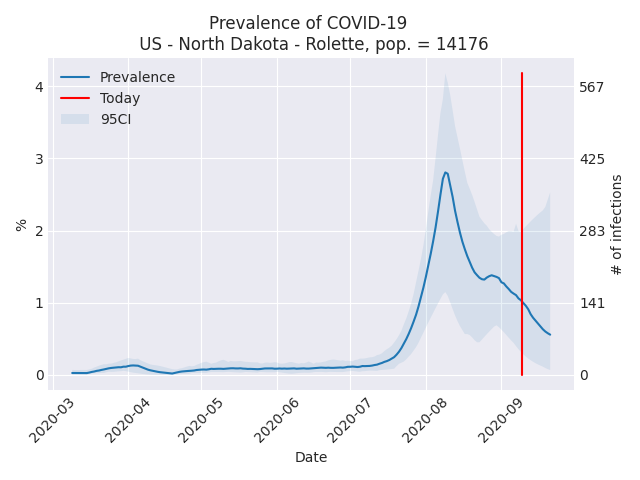 Prevalence of COVID-19
US - North Dakota - Rolette, pop. = 14176
Prevalence
Today
95CI
4
3
2
1
0
%
567
425
283
141
0
# of infections
2020-03
2020-04
2020-05
2020-06
2020-07
2020-08
2020-09
Date